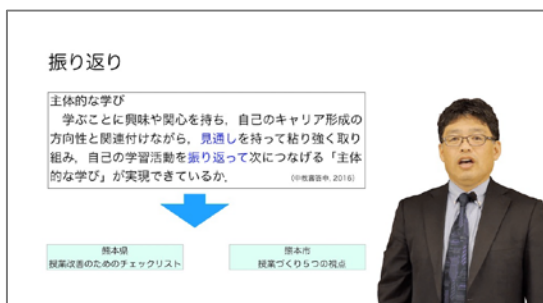 振り返り
主体的な学び
学ぶことに興味や関心を持ち，自己のキャリア形成の
方向性と関連付けながら，見通しを持って粘り強く取り
組み，自己の学習活動を振り返って次につなげる「主体
的な学び」が実現できているか．
(中教審答申, 2016)
熊本県
授業改善のためのチェックリスト
熊本市
授業づくり５つの視点